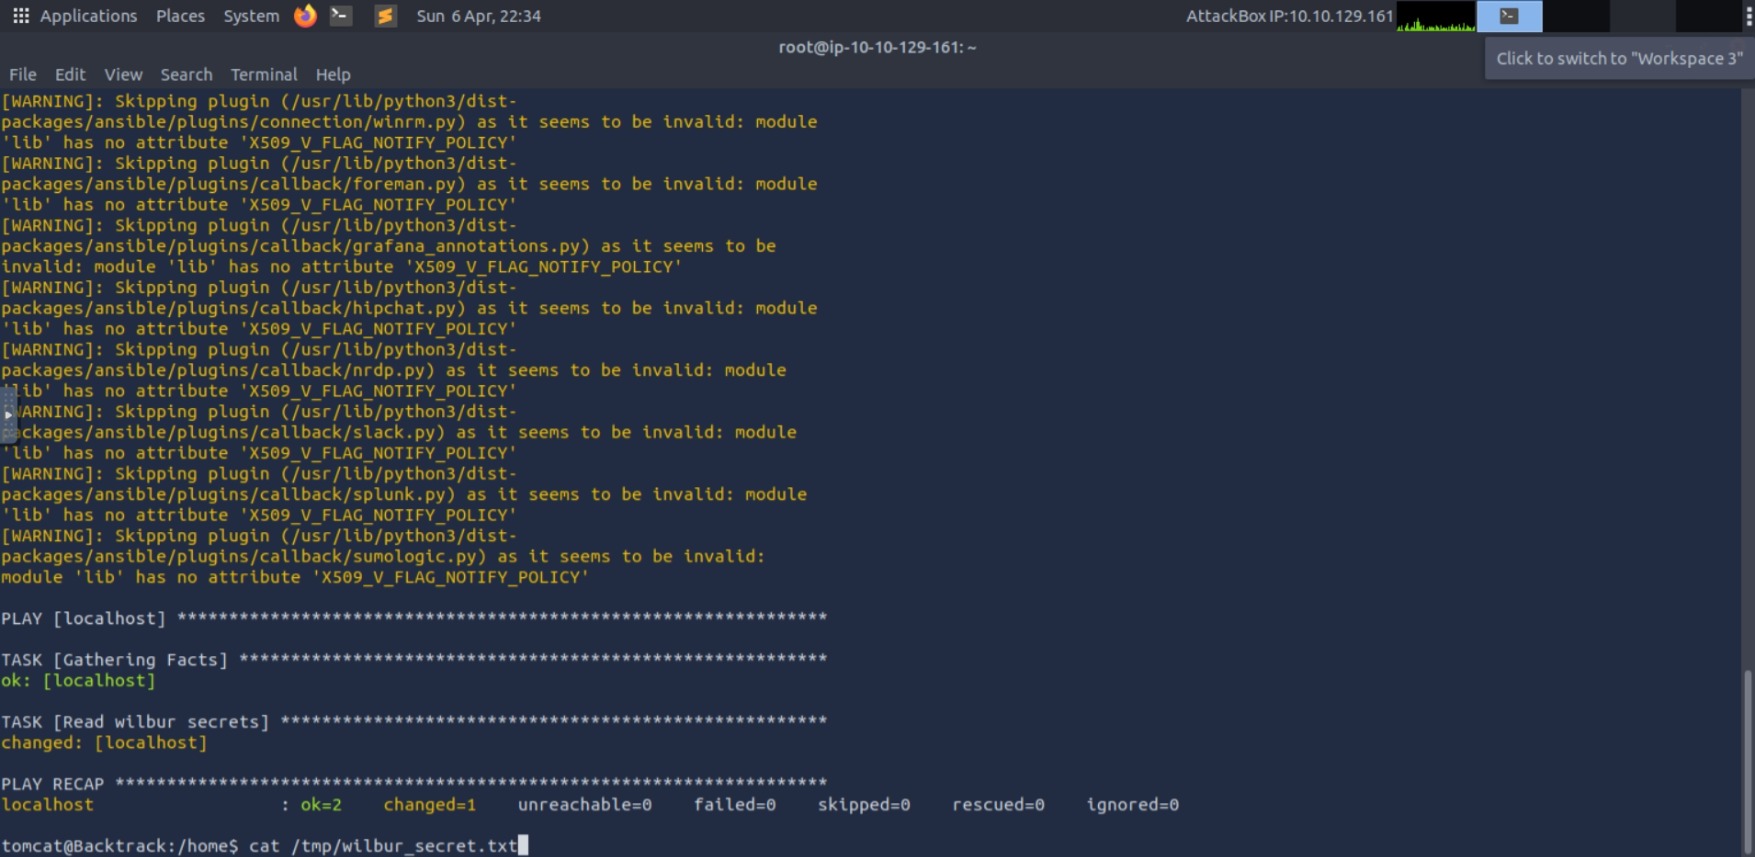 Applications Places System Sun 6 Apr, 22:34 AttackBox IP:10.10.129.161
root@ip-10-10-129-161: ~
Click to switch to "Workspace 3"
File Edit View Search Terminal Help
[WARNING]: Skipping plugin (/usr/lib/python3/dist-
packages/ansible/plugins/connection/winrm.py) as it seems to be invalid: module
'lib' has no attribute 'X509_V_FLAG_NOTIFY_POLICY'
[WARNING]: Skipping plugin (/usr/lib/python3/dist-
packages/ansible/plugins/callback/foreman.py) as it seems to be invalid: module
'lib' has no attribute 'X509_V_FLAG_NOTIFY_POLICY'
[WARNING]: Skipping plugin (/usr/lib/python3/dist-
packages/ansible/plugins/callback/grafana_annotations.py) as it seems to be
invalid: module 'lib' has no attribute 'X509_V_FLAG_NOTIFY_POLICY'
[WARNING]: Skipping plugin (/usr/lib/python3/dist-
packages/ansible/plugins/callback/hipchat.py) as it seems to be invalid: module
'lib' has no attribute 'X509_V_FLAG_NOTIFY_POLICY'
[WARNING]: Skipping plugin (/usr/lib/python3/dist-
packages/ansible/plugins/callback/nrdp.py) as it seems to be invalid: module
'lib' has no attribute 'X509_V_FLAG_NOTIFY_POLICY'
[WARNING]: Skipping plugin (/usr/lib/python3/dist-
packages/ansible/plugins/callback/slack.py) as it seems to be invalid: module
'lib' has no attribute 'X509_V_FLAG_NOTIFY_POLICY'
[WARNING]: Skipping plugin (/usr/lib/python3/dist-
packages/ansible/plugins/callback/splunk.py) as it seems to be invalid: module
'lib' has no attribute 'X509_V_FLAG_NOTIFY_POLICY'
[WARNING]: Skipping plugin (/usr/lib/python3/dist-
packages/ansible/plugins/callback/sumologic.py) as it seems to be invalid:
module 'lib' has no attribute 'X509_V_FLAG_NOTIFY_POLICY'
PLAY [localhost] ***************************************************************
TASK [Gathering Facts] *********************************************************
ok: [localhost]
TASK [Read wilbur secrets] *****************************************************
changed: [localhost]
PLAY RECAP *********************************************************************
localhost : ok=2 changed=1 unreachable=0 failed=0 skipped=0 rescued=0 ignored=0
tomcat@Backtrack:/home$ cat /tmp/wilbur_secret.txt